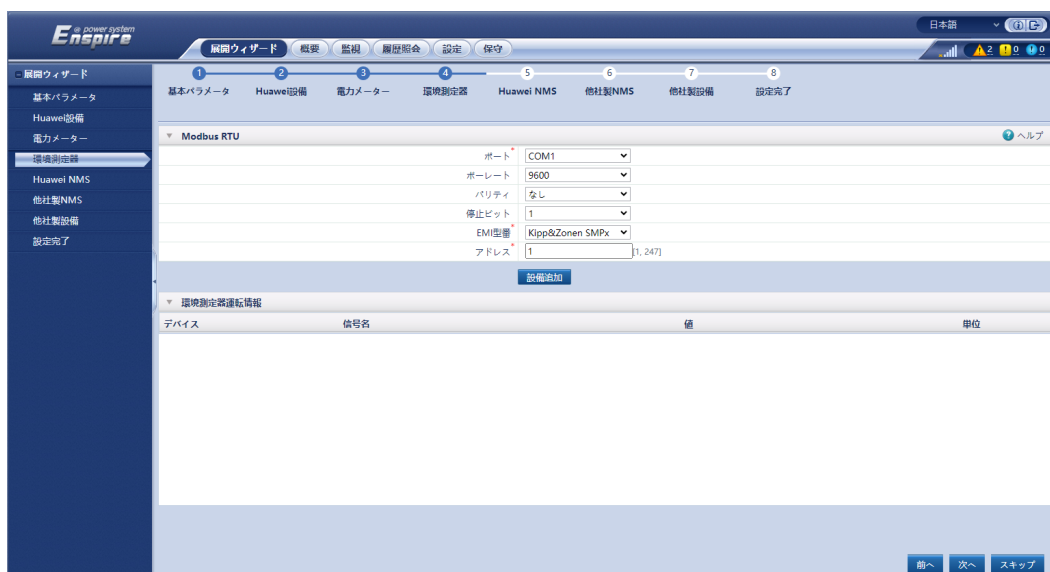 @ power system
Enspire
日本語
展開ウィザード 概要 監視 履歴照会 設定 保守
2 0 0
展開ウィザード
基本パラメータ
Huawei設備
電力メーター
環境測定器
Huawei NMS
他社製NMS
他社製設備
設定完了
1 2 3 4 5 6 7 8
基本パラメータ Huawei設備 電力メーター 環境測定器 Huawei NMS 他社製NMS 他社製設備 設定完了
Modbus RTU ヘルプ
ポート* COM1
ボーレート 9600
パリティ なし
停止ビット 1
EMI型番* Kipp&Zonen SMPx
アドレス* 1 [1, 247]
設備追加
環境測定器運転情報
デバイス 信号名 値 単位
前へ 次へ スキップ